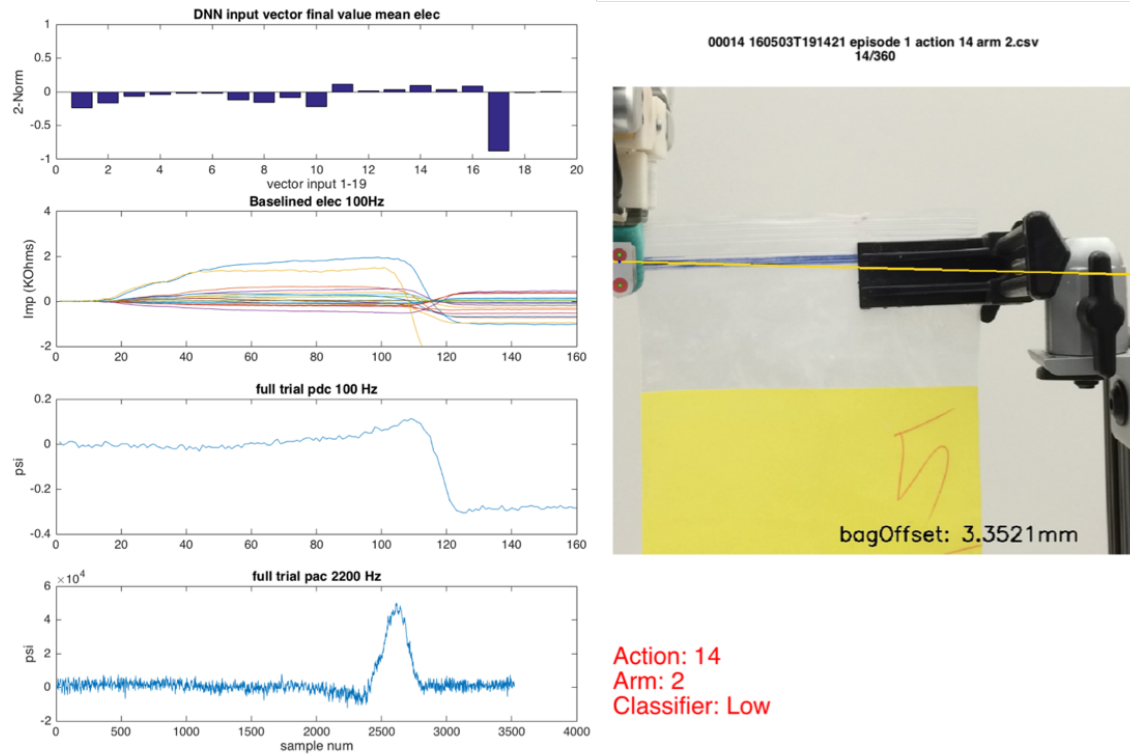 DNN input vector final value mean elec
1
0.5
0
-0.5
-1
2-Norm
0 2 4 6 8 10 12 14 16 18 20
vector input 1-19
Baselined elec 100Hz
4
2
0
-2
Imp (KOhms)
0 20 40 60 80 100 120 140 160
full trial pdc 100 Hz
0.2
0
-0.2
-0.4
psi
0 20 40 60 80 100 120 140 160
full trial pac 2200 Hz
×10^4
6
4
2
0
-2
psi
0 500 1000 1500 2000 2500 3000 3500 4000
sample num
00014 160503T191421 episode 1 action 14 arm 2.csv
14/360
bagOffset: 3.3521mm
Action: 14
Arm: 2
Classifier: Low